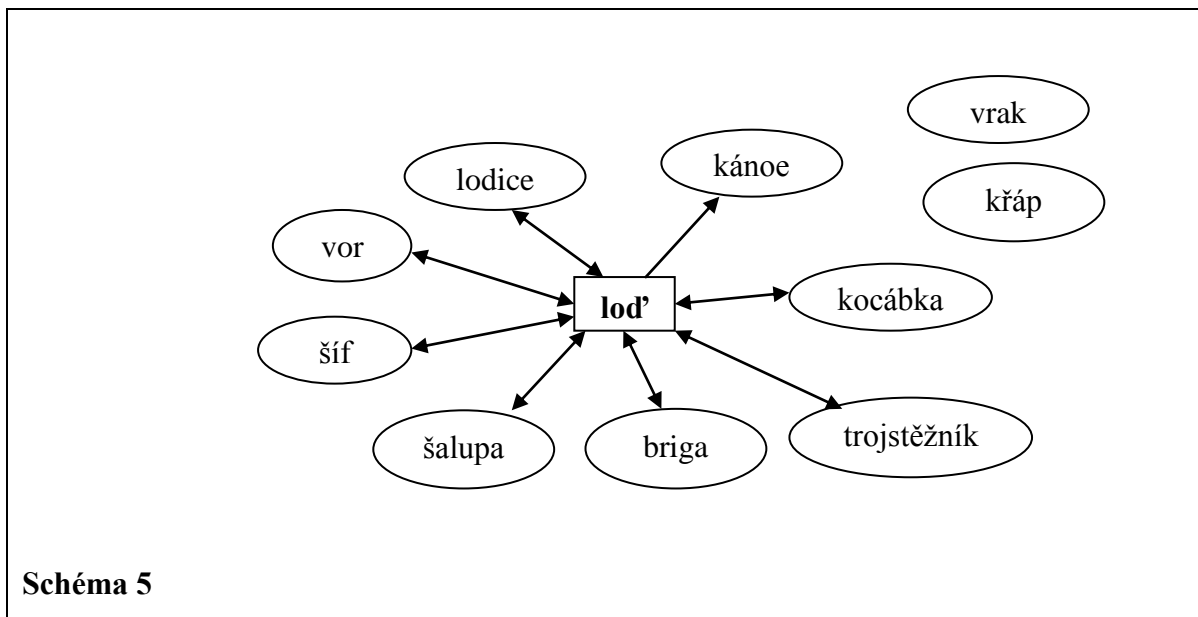 vrak
kánoe
lodice
křáp
vor
kocábka
loď
šíf
trojstěžník
šalupa
briga
Schéma 5